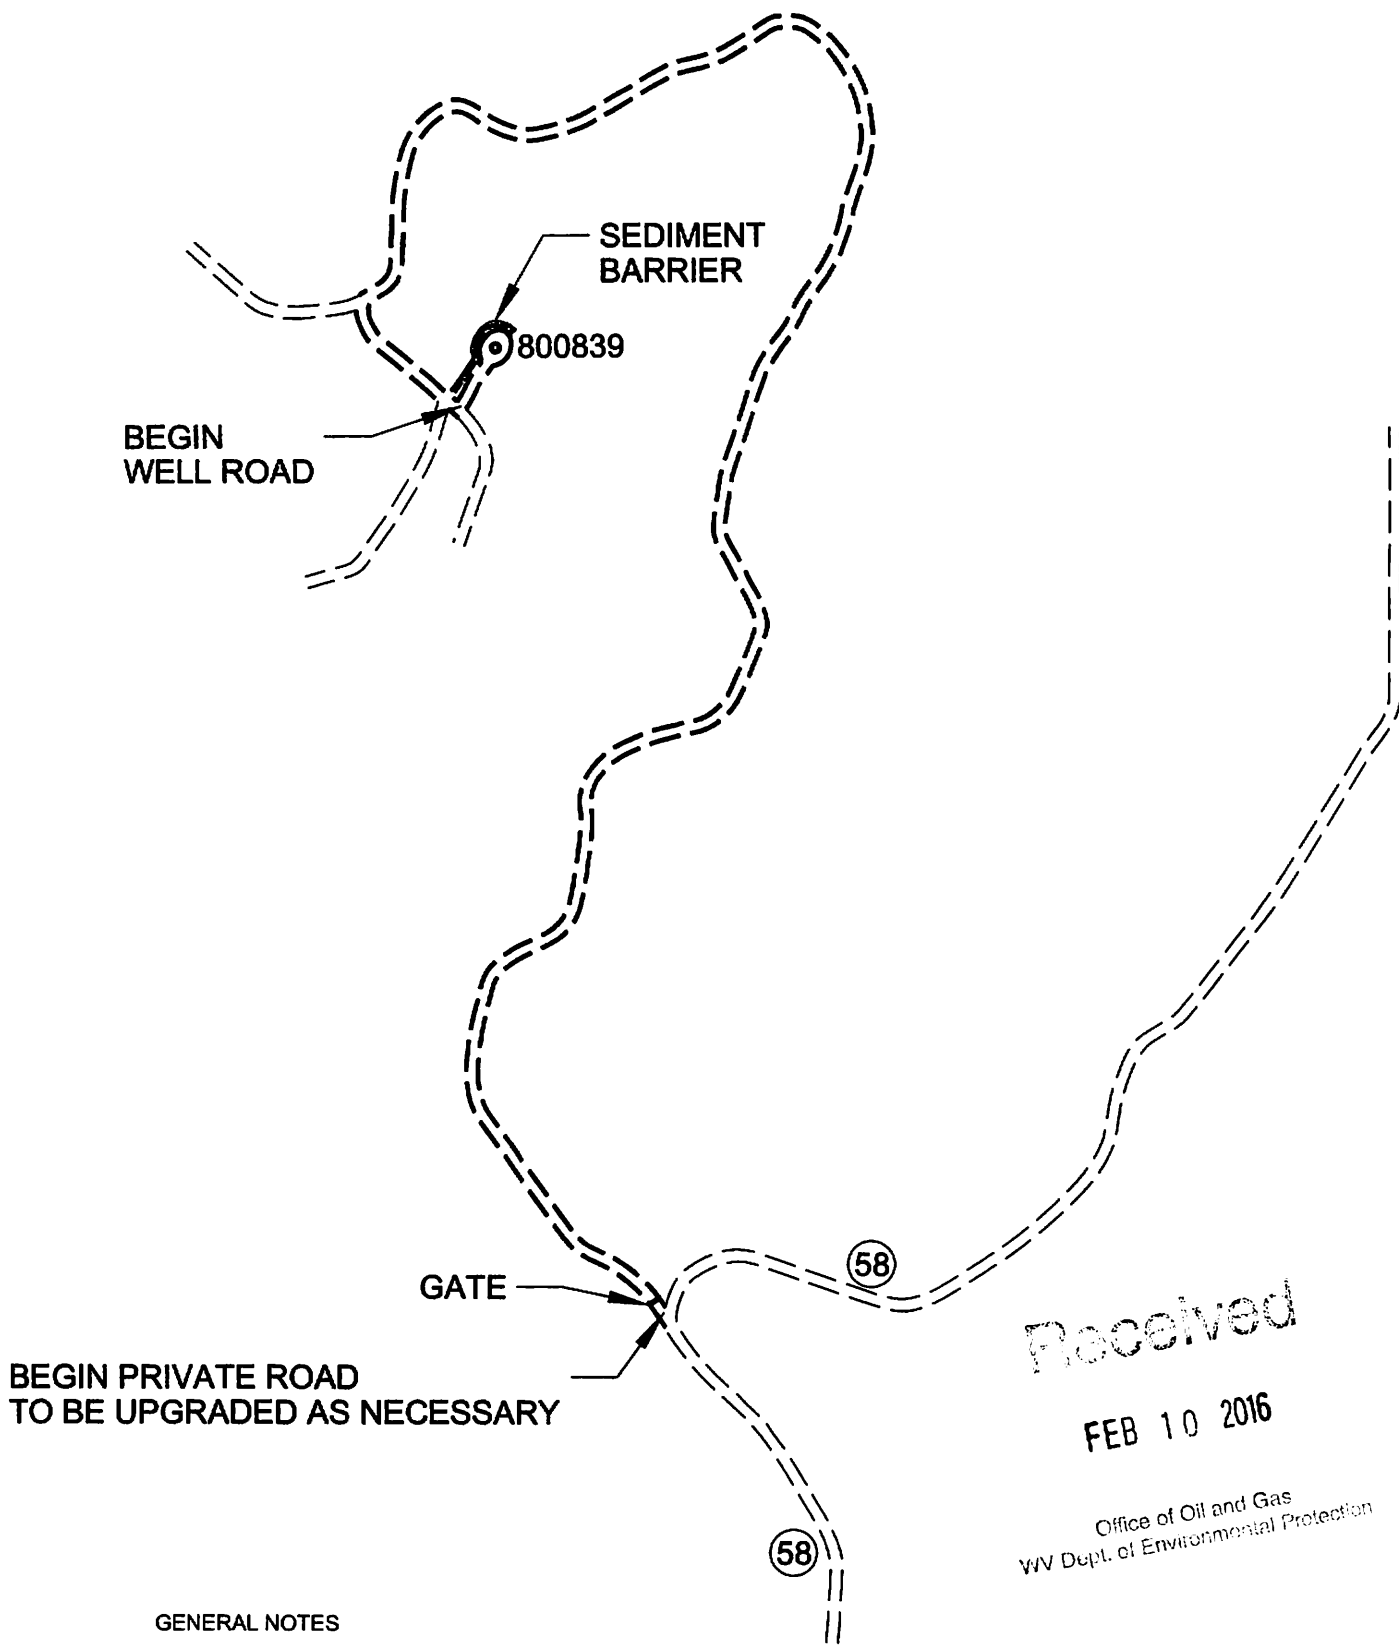 SEDIMENT
BARRIER
800839
BEGIN
WELL ROAD
58
GATE
Received
BEGIN PRIVATE ROAD
TO BE UPGRADED AS NECESSARY
FEB 10 2016
Office of Oil and Gas
WV Dept. of Environmental Protection
58
GENERAL NOTES